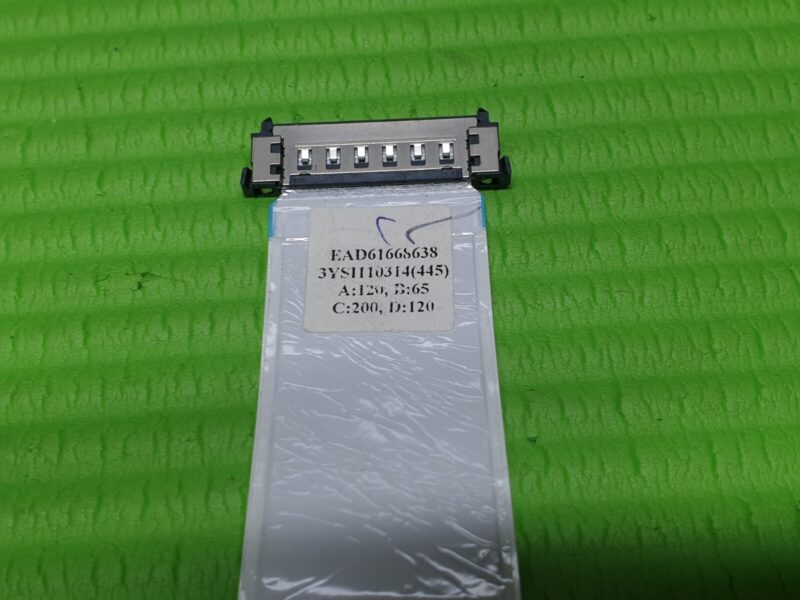 EAD61668638
3YSI110314(445)
A:120, B:65
C:200, D:120